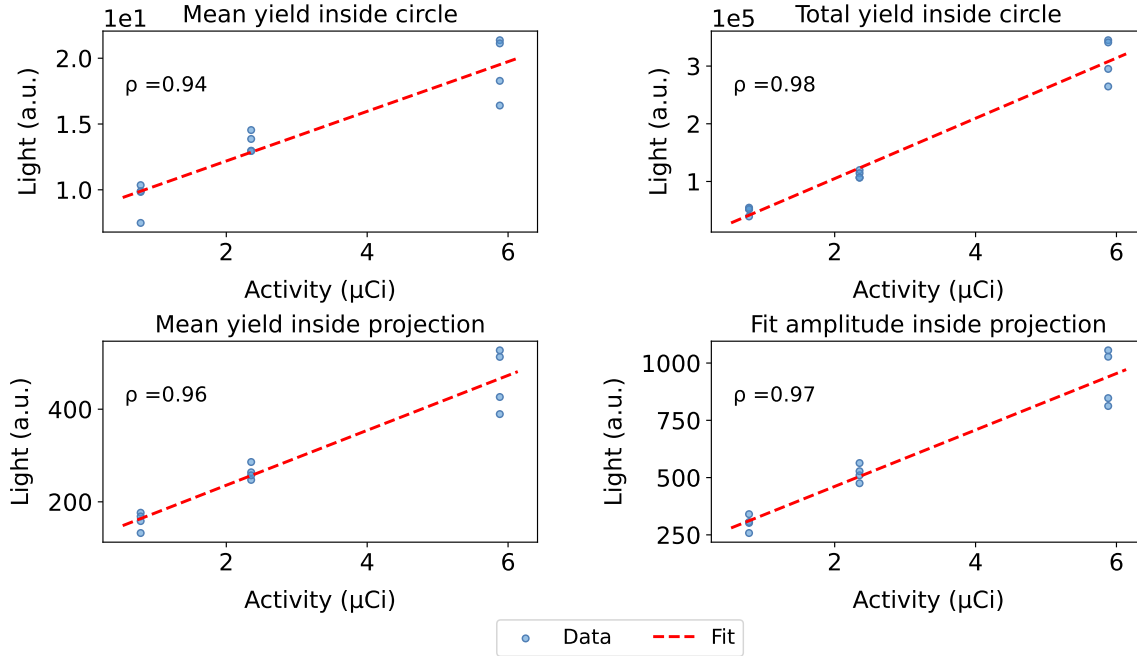 Mean yield inside circle
1e1
2.0
1.5
1.0
Light (a.u.)
ρ =0.94
2 4 6
Activity (μCi)
Total yield inside circle
1e5
3
2
1
Light (a.u.)
ρ =0.98
2 4 6
Activity (μCi)
Mean yield inside projection
400
200
Light (a.u.)
ρ =0.96
2 4 6
Activity (μCi)
Fit amplitude inside projection
1000
750
500
250
Light (a.u.)
ρ =0.97
2 4 6
Activity (μCi)
Data Fit